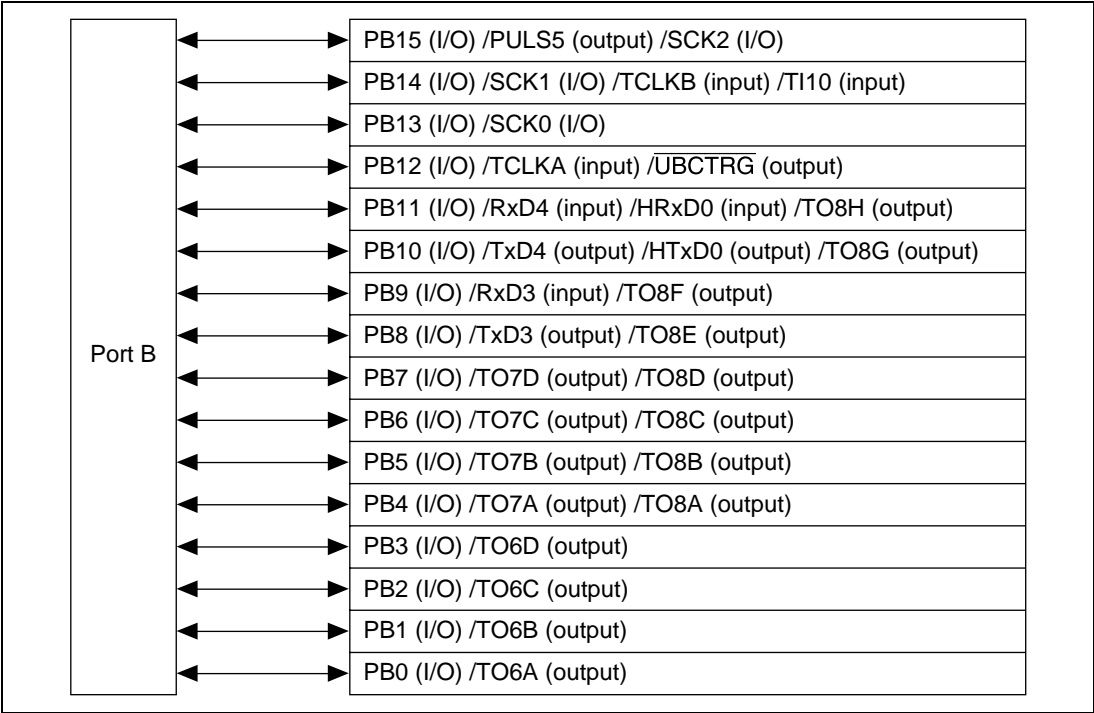 PB15 (I/O) /PULS5 (output) /SCK2 (I/O)
PB14 (I/O) /SCK1 (I/O) /TCLKB (input) /TI10 (input)
PB13 (I/O) /SCK0 (I/O)
PB12 (I/O) /TCLKA (input) /U̅B̅C̅T̅R̅G̅ (output)
PB11 (I/O) /RxD4 (input) /HRxD0 (input) /TO8H (output)
PB10 (I/O) /TxD4 (output) /HTxD0 (output) /TO8G (output)
PB9 (I/O) /RxD3 (input) /TO8F (output)
PB8 (I/O) /TxD3 (output) /TO8E (output)
Port B
PB7 (I/O) /TO7D (output) /TO8D (output)
PB6 (I/O) /TO7C (output) /TO8C (output)
PB5 (I/O) /TO7B (output) /TO8B (output)
PB4 (I/O) /TO7A (output) /TO8A (output)
PB3 (I/O) /TO6D (output)
PB2 (I/O) /TO6C (output)
PB1 (I/O) /TO6B (output)
PB0 (I/O) /TO6A (output)